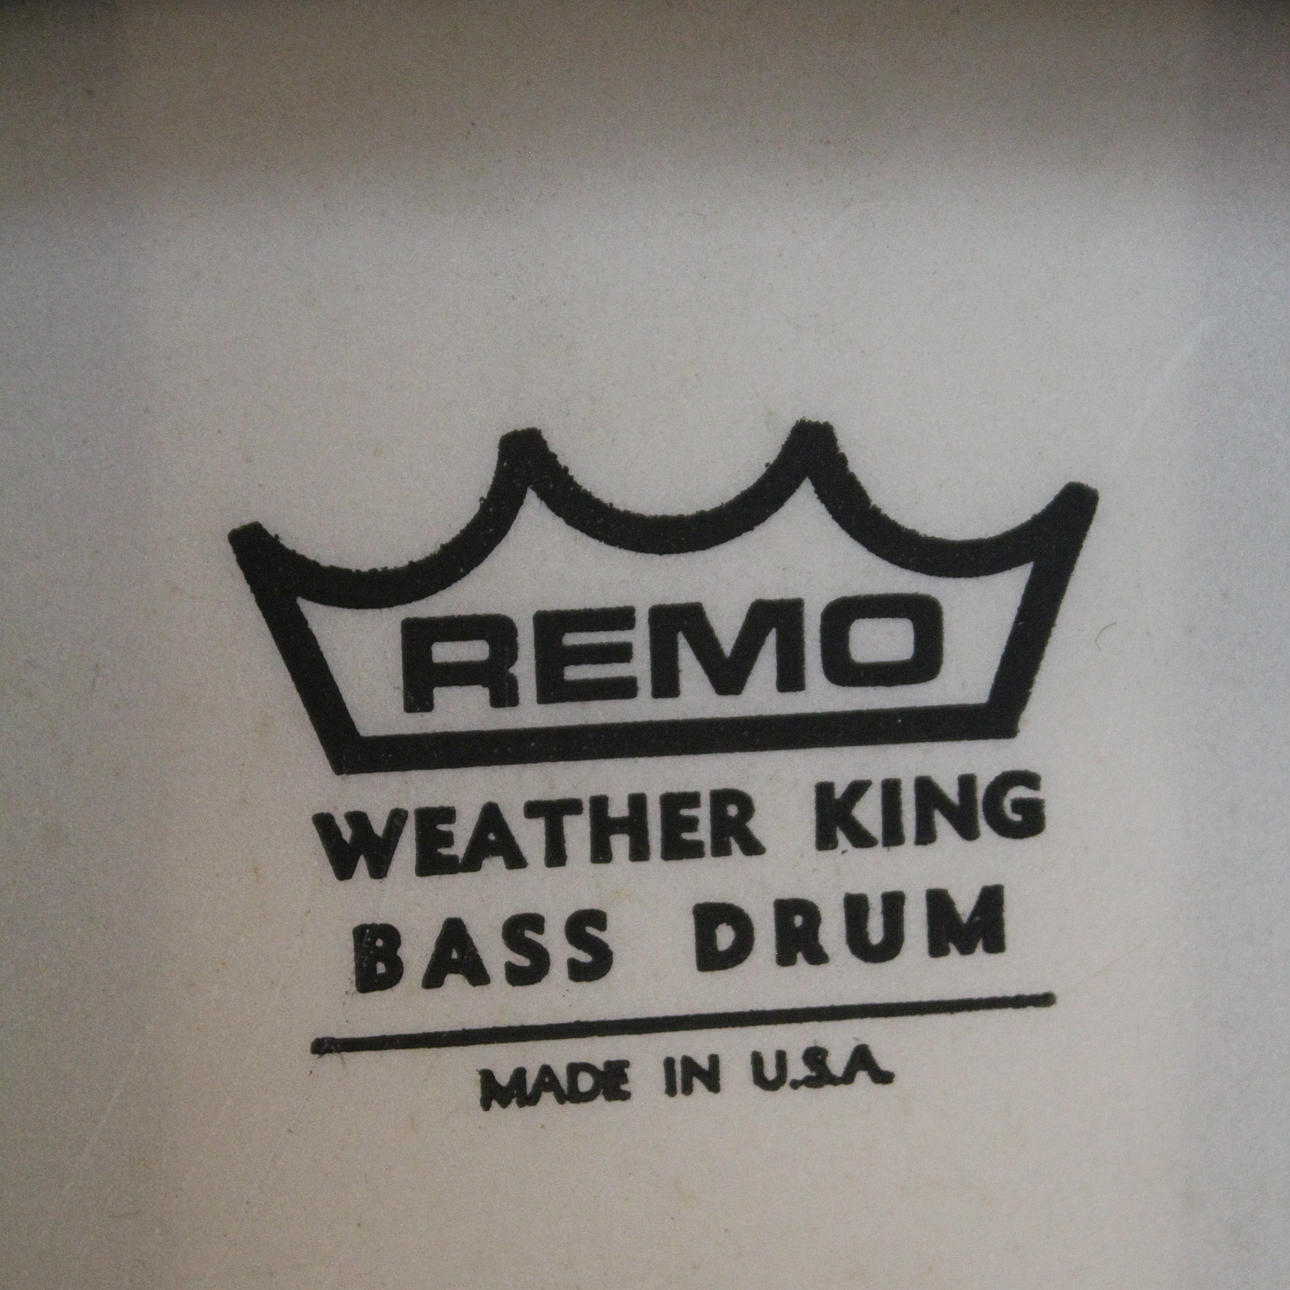 REMO
WEATHER KING
BASS DRUM
MADE IN U.S.A.